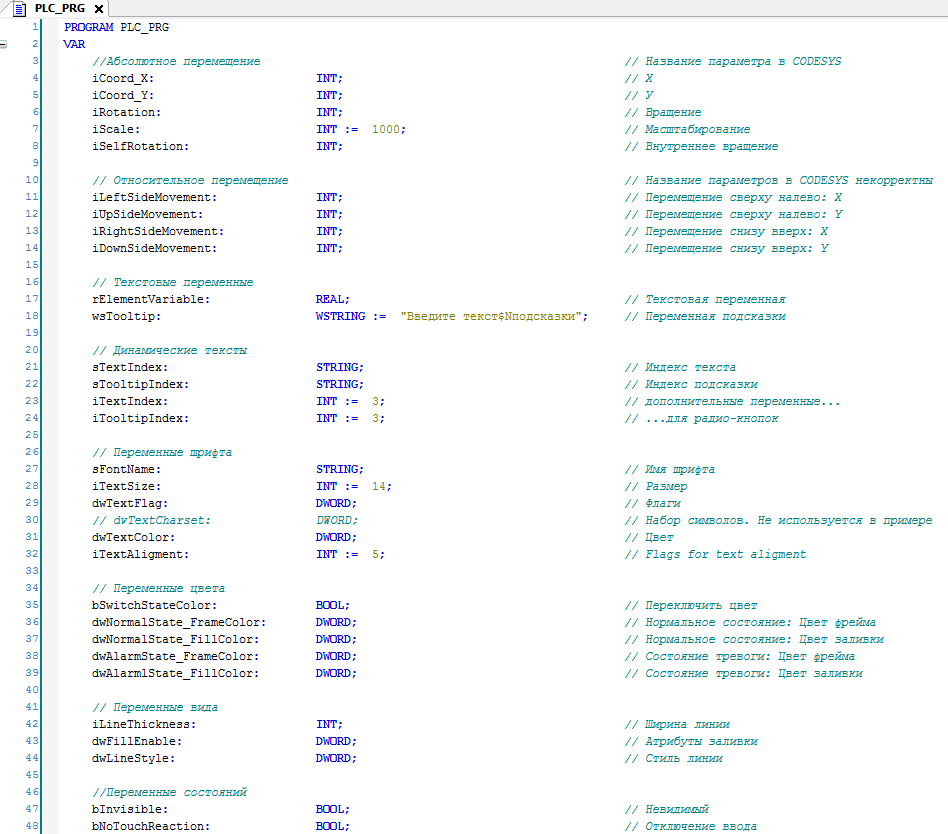 PLC_PRG
1 PROGRAM PLC_PRG
2 VAR
3 //Абсолютное перемещение // Название параметра в CODESYS
4 iCoord_X: INT; // X
5 iCoord_Y: INT; // У
6 iRotation: INT; // Вращение
7 iScale: INT := 1000; // Масштабирование
8 iSelfRotation: INT; // Внутреннее вращение
9
10 // Относительное перемещение // Название параметров в CODESYS некорректны
11 iLeftSideMovement: INT; // Перемещение сверху налево: X
12 iUpSideMovement: INT; // Перемещение сверху налево: Y
13 iRightSideMovement: INT; // Перемещение снизу вверх: X
14 iDownSideMovement: INT; // Перемещение снизу вверх: Y
15
16 // Текстовые переменные
17 rElementVariable: REAL; // Текстовая переменная
18 wsTooltip: WSTRING := "Введите текст$Nподсказки"; // Переменная подсказки
19
20 // Динамические тексты
21 sTextIndex: STRING; // Индекс текста
22 sTooltipIndex: STRING; // Индекс подсказки
23 iTextIndex: INT := 3; // дополнительные переменные...
24 iTooltipIndex: INT := 3; // ...для радио-кнопок
25
26 // Переменные шрифта
27 sFontName: STRING; // Имя шрифта
28 iTextSize: INT := 14; // Размер
29 dwTextFlag: DWORD; // Флаги
30 // dwTextCharset: DWORD; // Набор символов. Не используется в примере
31 dwTextColor: DWORD; // Цвет
32 iTextAligment: INT := 5; // Flags for text aligment
33
34 // Переменные цвета
35 bSwitchStateColor: BOOL; // Переключить цвет
36 dwNormalState_FrameColor: DWORD; // Нормальное состояние: Цвет фрейма
37 dwNormalState_FillColor: DWORD; // Нормальное состояние: Цвет заливки
38 dwAlarmState_FrameColor: DWORD; // Состояние тревоги: Цвет фрейма
39 dwAlarmlState_FillColor: DWORD; // Состояние тревоги: Цвет заливки
40
41 // Переменные вида
42 iLineThickness: INT; // Ширина линии
43 dwFillEnable: DWORD; // Атрибуты заливки
44 dwLineStyle: DWORD; // Стиль линии
45
46 //Переменные состояний
47 bInvisible: BOOL; // Невидимый
48 bNoTouchReaction: BOOL; // Отключение ввода